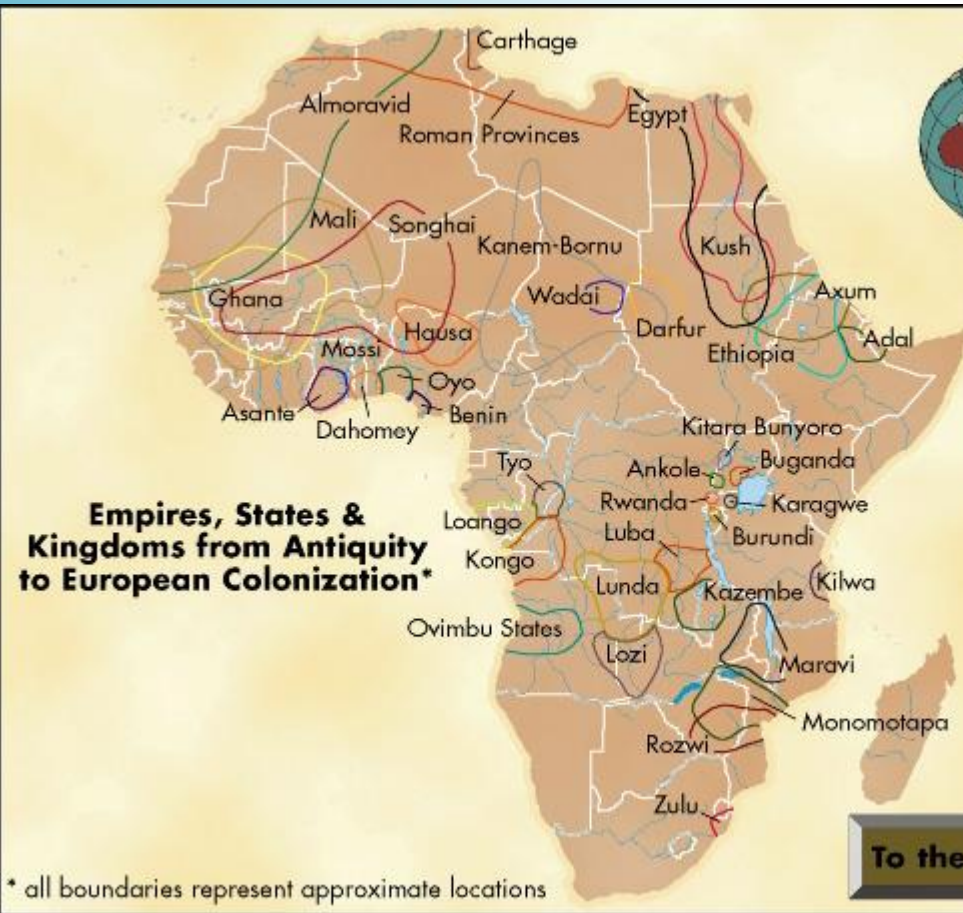 Carthage
Almoravid
Roman Provinces
Egypt
Mali
Songhai
Kanem-Bornu
Kush
Ghana
Wadai
Axum
Hausa
Darfur
Adal
Mossi
Ethiopia
Oyo
Asante
Benin
Dahomey
Kitara Bunyoro
Tyo
Ankole
Buganda
Rwanda
Karagwe
Empires, States &
Kingdoms from Antiquity
to European Colonization*
Loango
Luba
Burundi
Kongo
Lunda
Kazembe
Kilwa
Ovimbu States
Lozi
Maravi
Monomotapa
Rozwi
Zulu
To the
* all boundaries represent approximate locations